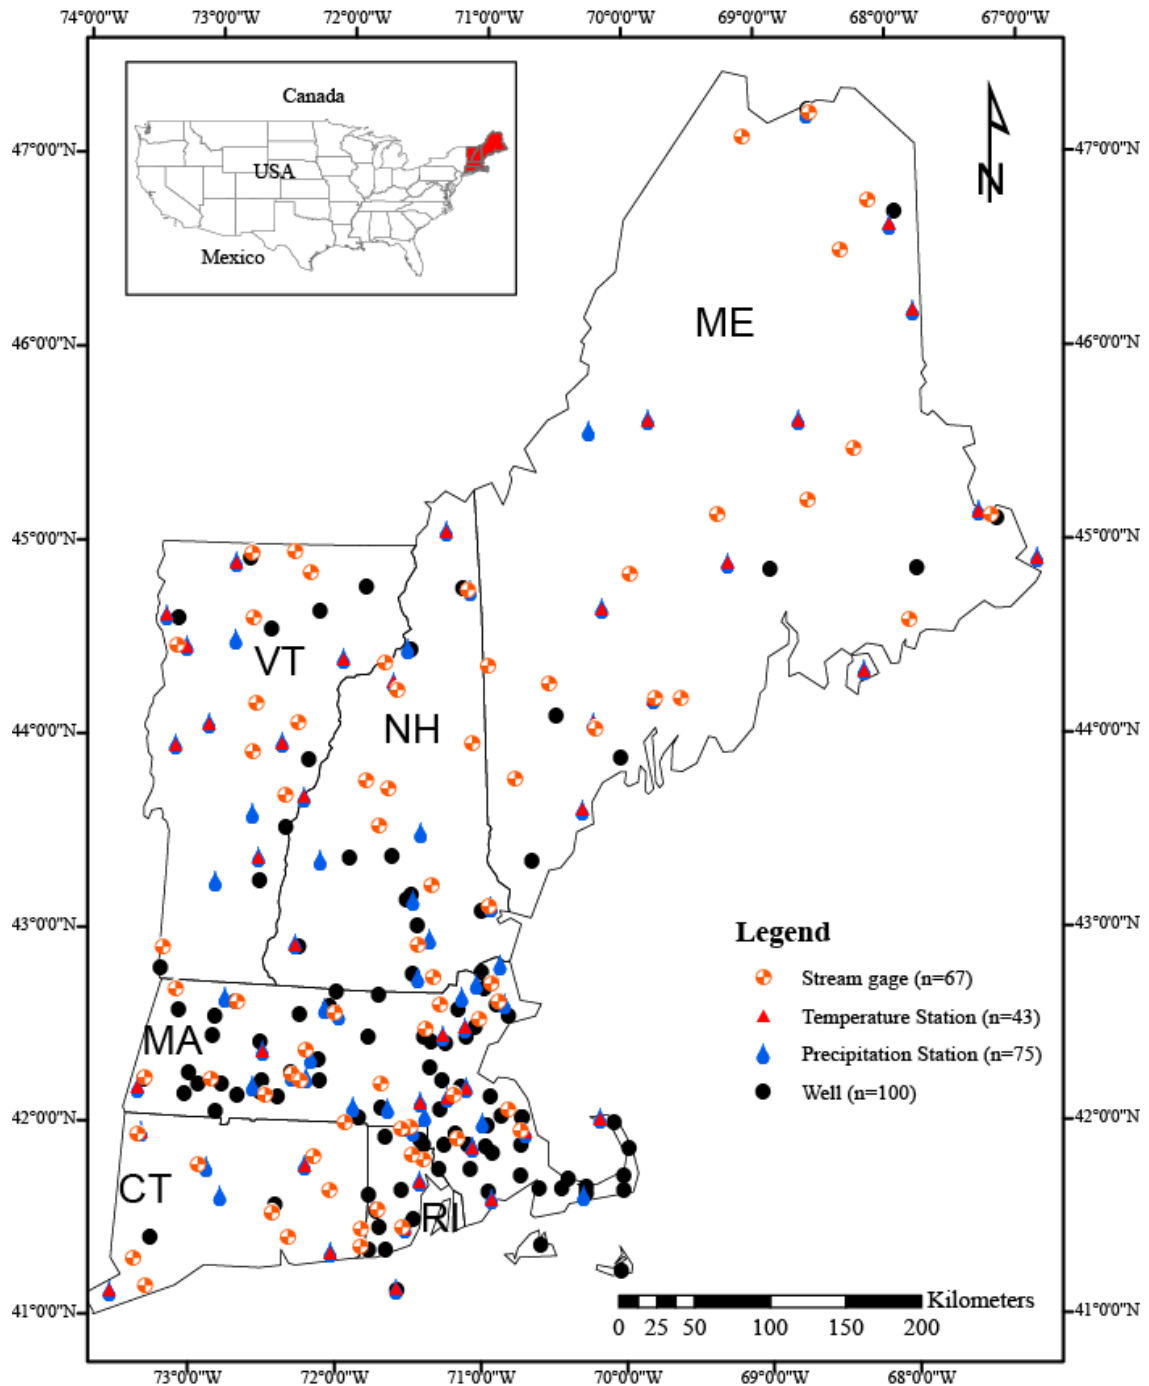 74°0'0"W 73°0'0"W 72°0'0"W 71°0'0"W 70°0'0"W 69°0'0"W 68°0'0"W 67°0'0"W
Canada
USA
Mexico
N
47°0'0"N 47°0'0"N
ME
46°0'0"N 46°0'0"N
45°0'0"N 45°0'0"N
VT
NH
44°0'0"N 44°0'0"N
43°0'0"N 43°0'0"N
Legend
Stream gage (n=67)
Temperature Station (n=43)
Precipitation Station (n=75)
Well (n=100)
MA
42°0'0"N 42°0'0"N
CT
RI
41°0'0"N 41°0'0"N
Kilometers
0 25 50 100 150 200
73°0'0"W 72°0'0"W 71°0'0"W 70°0'0"W 69°0'0"W 68°0'0"W